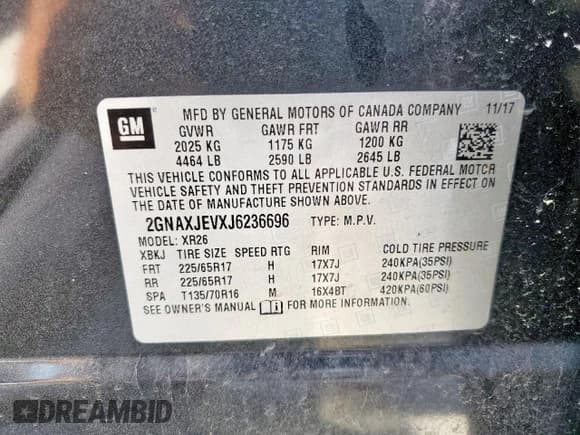 GM
MFD BY GENERAL MOTORS OF CANADA COMPANY 11/17
GVWR GAWR FRT GAWR RR
2025 KG 1175 KG 1200 KG
4464 LB 2590 LB 2645 LB
THIS VEHICLE CONFORMS TO ALL APPLICABLE U.S. FEDERAL MOTOR
VEHICLE SAFETY AND THEFT PREVENTION STANDARDS IN EFFECT ON
THE DATE OF MANUFACTURE SHOWN ABOVE.
2GNAXJEVXJ6236696 TYPE: M.P.V.
MODEL: XR26
XBKJ TIRE SIZE SPEED RTG RIM COLD TIRE PRESSURE
FRT 225/65R17 H 17X7J 240KPA(35PSI)
RR 225/65R17 H 17X7J 240KPA(35PSI)
SPA T135/70R16 M 16X4BT 420KPA(60PSI)
SEE OWNER'S MANUAL FOR MORE INFORMATION
DREAMBID